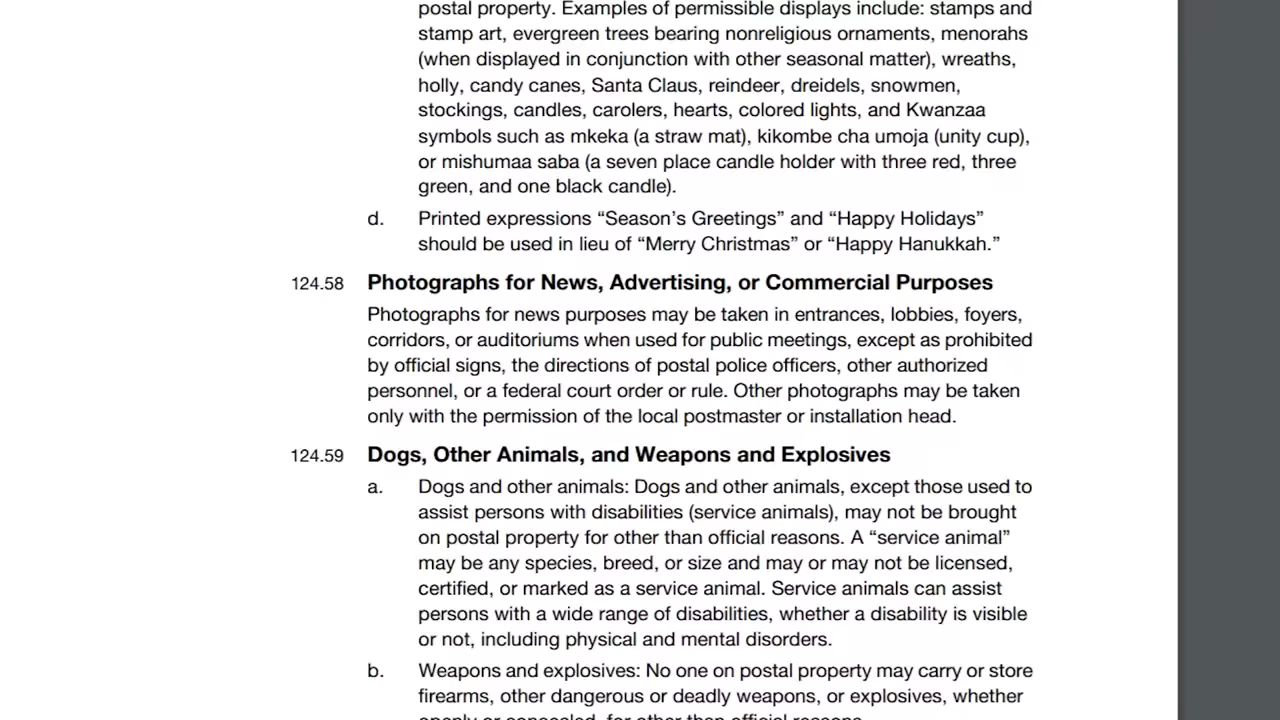 postal property. Examples of permissible displays include: stamps and
stamp art, evergreen trees bearing nonreligious ornaments, menorahs
(when displayed in conjunction with other seasonal matter), wreaths,
holly, candy canes, Santa Claus, reindeer, dreidels, snowmen,
stockings, candles, carolers, hearts, colored lights, and Kwanzaa
symbols such as mkeka (a straw mat), kikombe cha umoja (unity cup),
or mishumaa saba (a seven place candle holder with three red, three
green, and one black candle).
d. Printed expressions “Season’s Greetings” and “Happy Holidays”
should be used in lieu of “Merry Christmas” or “Happy Hanukkah.”
124.58 Photographs for News, Advertising, or Commercial Purposes
Photographs for news purposes may be taken in entrances, lobbies, foyers,
corridors, or auditoriums when used for public meetings, except as prohibited
by official signs, the directions of postal police officers, other authorized
personnel, or a federal court order or rule. Other photographs may be taken
only with the permission of the local postmaster or installation head.
124.59 Dogs, Other Animals, and Weapons and Explosives
a. Dogs and other animals: Dogs and other animals, except those used to
assist persons with disabilities (service animals), may not be brought
on postal property for other than official reasons. A “service animal”
may be any species, breed, or size and may or may not be licensed,
certified, or marked as a service animal. Service animals can assist
persons with a wide range of disabilities, whether a disability is visible
or not, including physical and mental disorders.
b. Weapons and explosives: No one on postal property may carry or store
firearms, other dangerous or deadly weapons, or explosives, whether
openly or concealed, for other than official reasons.